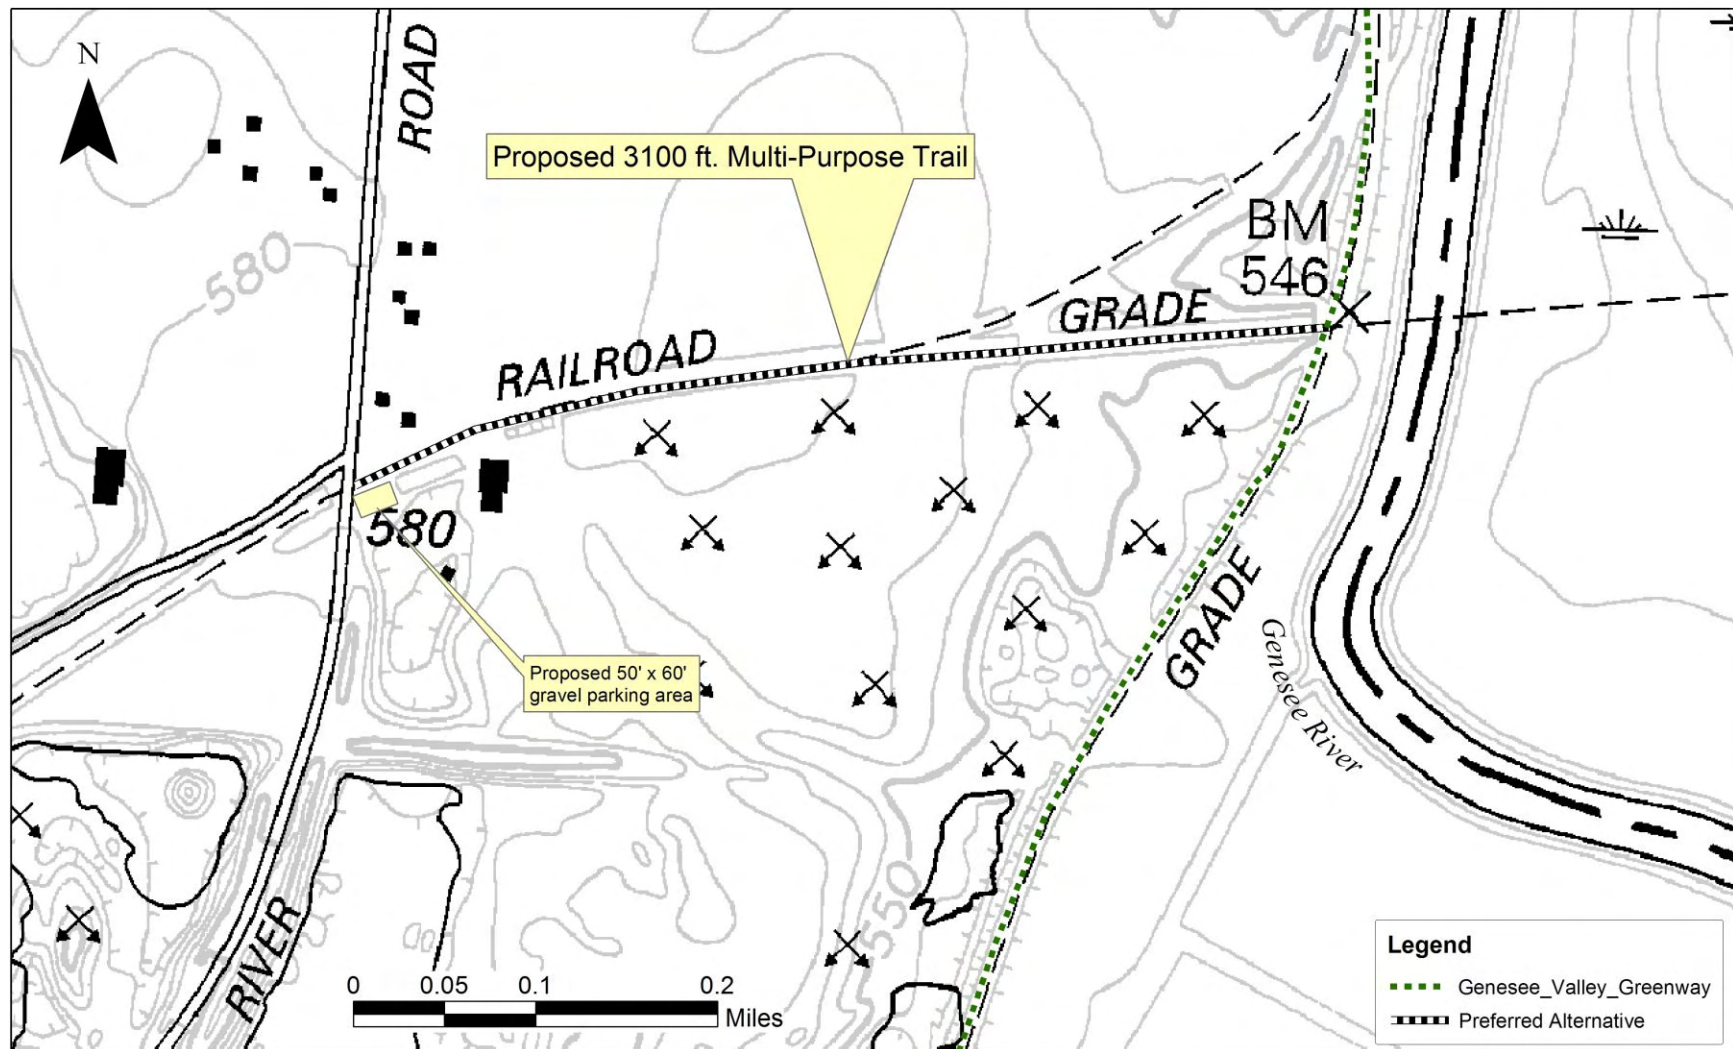 N
ROAD
Proposed 3100 ft. Multi-Purpose Trail
580
BM
546
RAILROAD
GRADE
580
GRADE
Genesee River
Proposed 50' x 60'
gravel parking area
550
RIVER
0 0.05 0.1 0.2
Miles
Legend
Genesee_Valley_Greenway
Preferred Alternative